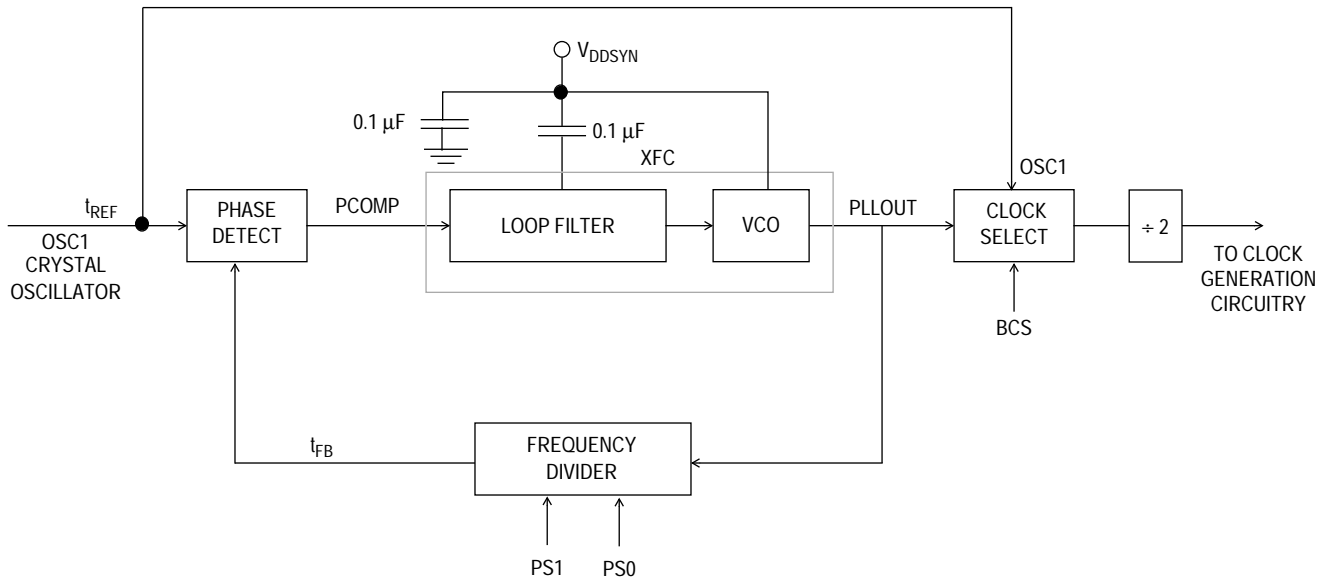 V_DDSYN
0.1 μF
0.1 μF
XFC
OSC1
t_REF
PHASE
DETECT
PCOMP
LOOP FILTER
VCO
PLLOUT
CLOCK
SELECT
÷ 2
OSC1
CRYSTAL
OSCILLATOR
TO CLOCK
GENERATION
CIRCUITRY
BCS
t_FB
FREQUENCY
DIVIDER
PS1
PS0